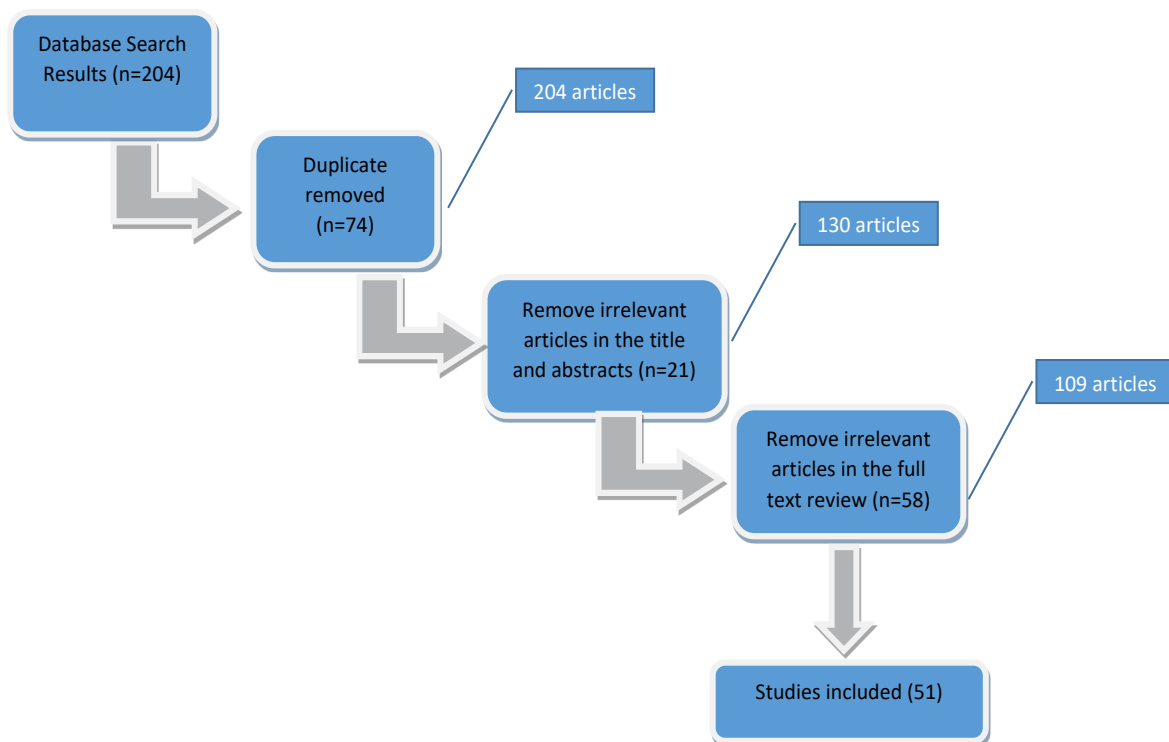 Database Search
Results (n=204)
204 articles
Duplicate
removed
(n=74)
130 articles
Remove irrelevant
articles in the title
and abstracts (n=21)
109 articles
Remove irrelevant
articles in the full
text review (n=58)
Studies included (51)